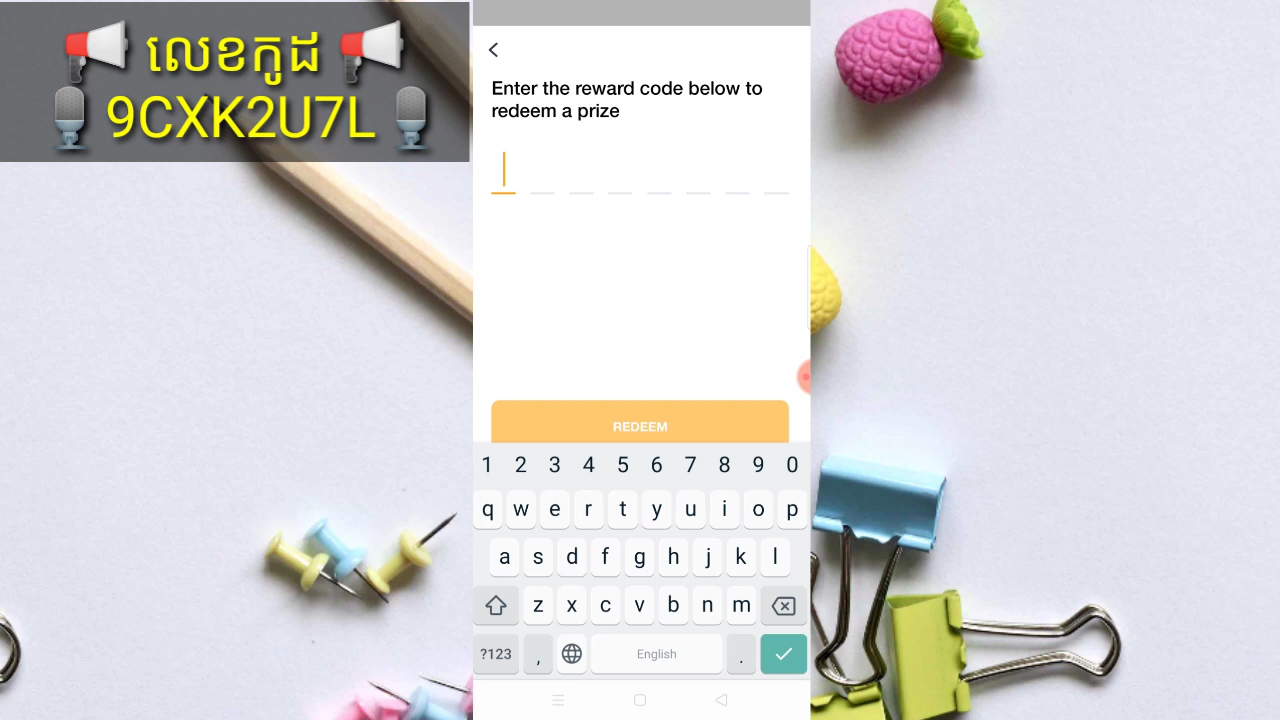 លេខកូដ
9CXK2U7L
Enter the reward code below to
redeem a prize
REDEEM
1 2 3 4 5 6 7 8 9 0
q w e r t y u i o p
a s d f g h j k l
z x c v b n m
?123 , English .